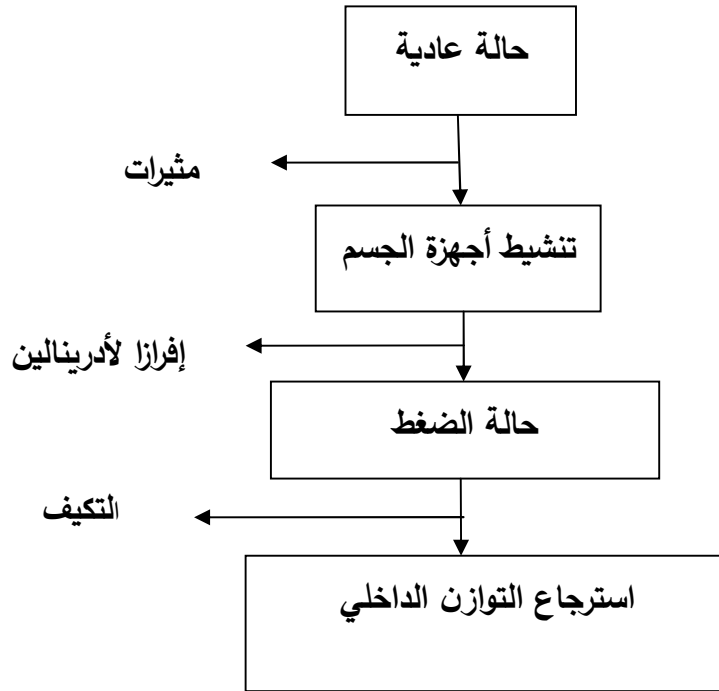 حالة عادية
مثيرات
تنشيط أجهزة الجسم
إفرازا لأدرينالين
حالة الضغط
التكيف
استرجاع التوازن الداخلي